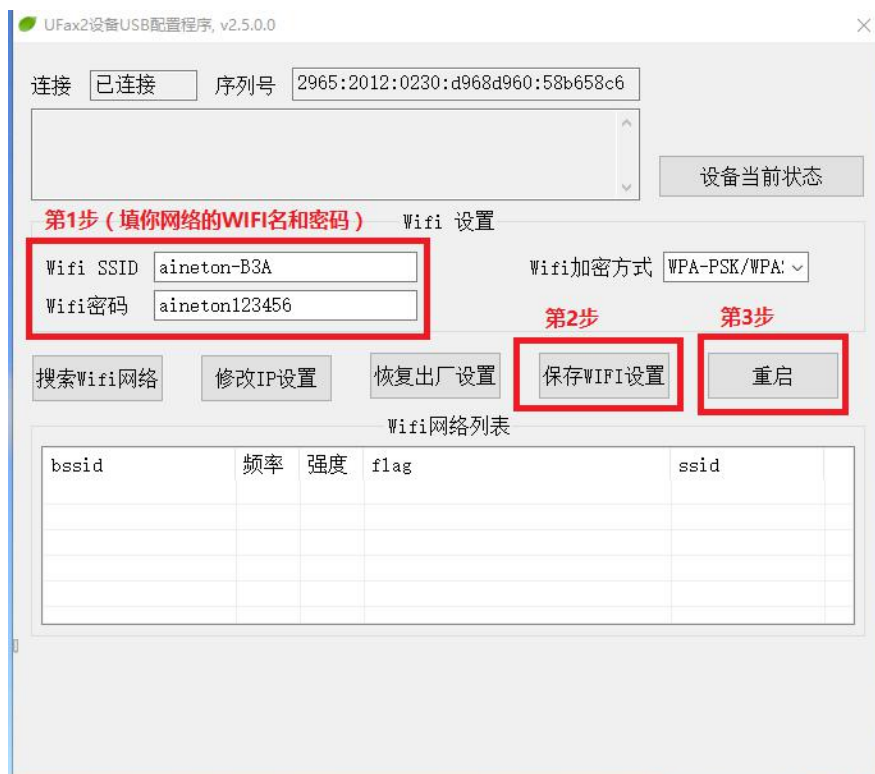 UFax2设备USB配置程序, v2.5.0.0
连接 已连接 序列号 2965:2012:0230:d968d960:58b658c6
设备当前状态
第1步（填你网络的WIFI名和密码） Wifi 设置
Wifi SSID aineton-B3A Wifi加密方式 WPA-PSK/WPA:
Wifi密码 aineton123456
第2步 第3步
搜索Wifi网络 修改IP设置 恢复出厂设置 保存WIFI设置 重启
Wifi网络列表
bssid 频率 强度 flag ssid